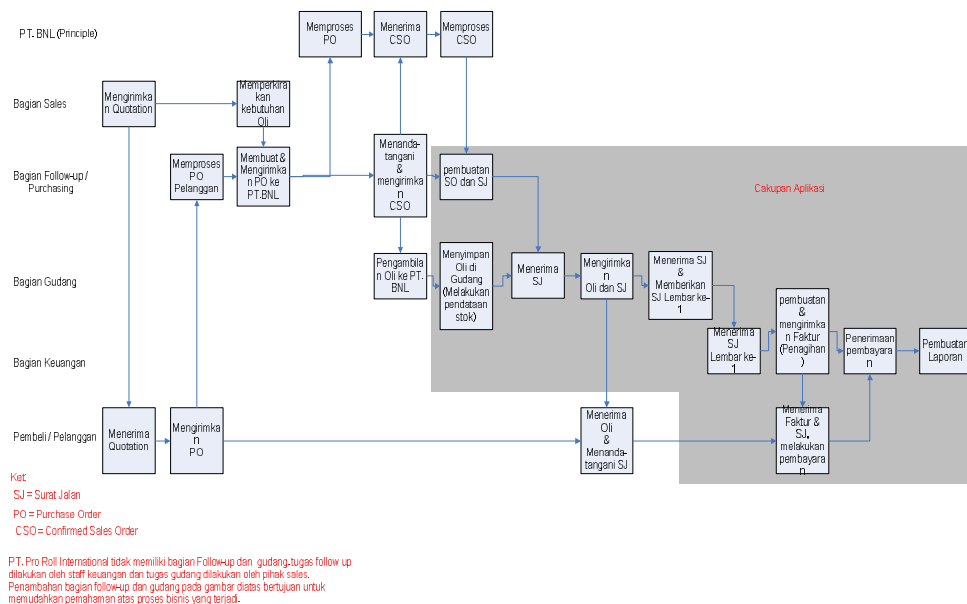 PT. BNL (Principle)
Memproses
PO
Menerima
CSO
Memproses
CSO
Bagian Sales
Mengirimka
n Quotation
Memperkira
kan
kebutuhan
Oli
Bagian Follow-up /
Purchasing
Memproses
PO
Pelanggan
Membuat &
Mengirimka
n PO ke
PT.BNL
Menanda-
tangani
&
mengirimka
n
CSO
pembuatan
SO dan SJ
Cakupan Aplikasi
Bagian Gudang
Pengambila
n Oli ke PT.
BNL
Menyimpan
Oli di
Gudang
(Melakukan
pendataan
stok)
Menerima
SJ
Mengirimka
n
Oli dan SJ
Menerima SJ
&
Memberikan
SJ Lembar ke-
1
Bagian Keuangan
Menerima
SJ
Lembar ke-
1
pembuatan
&
mengirimka
n Faktur
(Penagihan
)
Penerimaan
pembayara
n
Pembuatan
Laporan
Pembeli / Pelanggan
Menerima
Quotation
Mengirimka
n
PO
Menerima
Oli
&
Menanda-
tangani SJ
Menerima
Faktur &
SJ,
melakukan
pembayara
n
Ket:
SJ = Surat Jalan
PO = Purchase Order
CSO = Confirmed Sales Order
PT. Pro Roll International tidak memiliki bagian Follow-up dan gudang.tugas follow up
dilakukan oleh staff keuangan dan tugas gudang dilakukan oleh pihak sales.
Penambahan bagian follow-up dan gudang pada gambar diatas bertujuan untuk
memudahkan pemahaman atas proses bisnis yang terjadi.